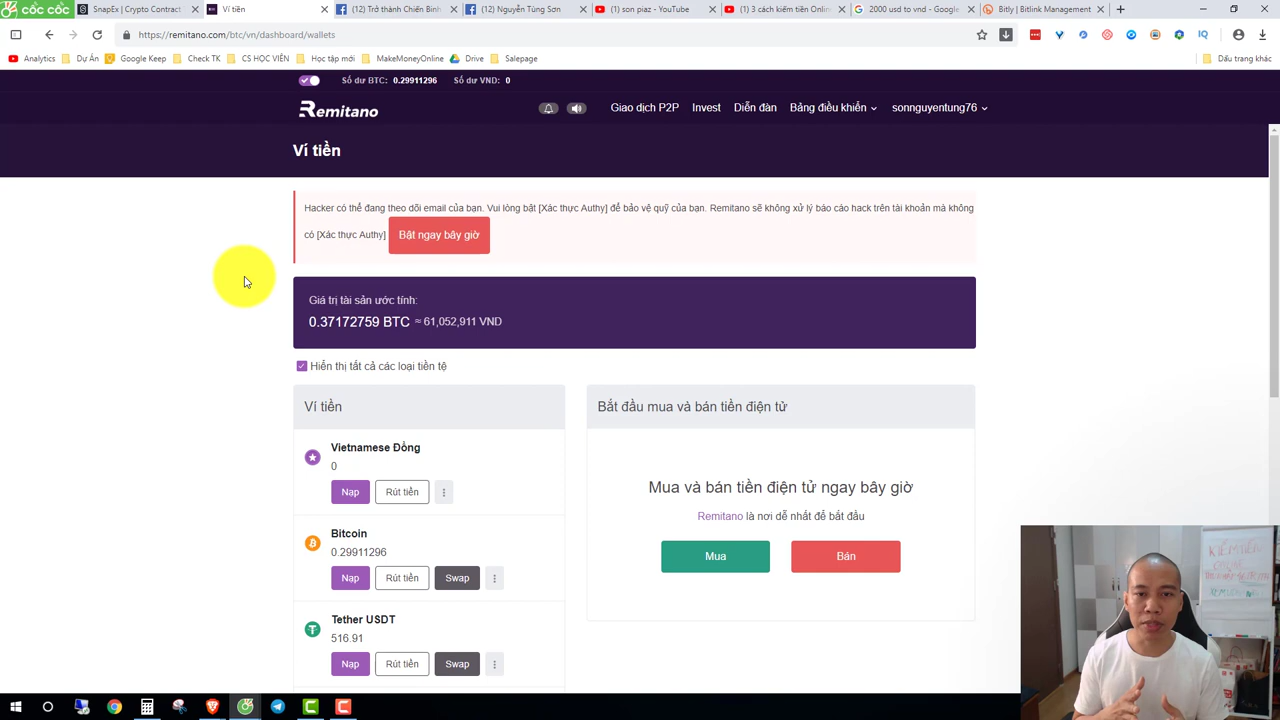 cốc cốc
SnapEx | Crypto Contract
Ví tiền
(12) Trở thành Chiến Binh
(12) Nguyễn Tùng Sơn
(1) son piaz - YouTube
(1) 3 cách kiếm tiền Onlin
2000 usd to vnd - Google
Bitly | Bitlink Management
https://remitano.com/btc/vn/dashboard/wallets
Analytics
Dự Án
Google Keep
Check TK
CS HỌC VIÊN
Học tập mới
MakeMoneyOnline
Drive
Salepage
Dấu trang khác
Số dư BTC: 0.29911296 Số dư VND: 0
Remitano
Giao dịch P2P
Invest
Diễn đàn
Bảng điều khiển
sonnguyentung76
Ví tiền
Hacker có thể đang theo dõi email của bạn. Vui lòng bật [Xác thực Authy] để bảo vệ quỹ của bạn. Remitano sẽ không xử lý báo cáo hack trên tài khoản mà không
có [Xác thực Authy] Bật ngay bây giờ
Giá trị tài sản ước tính:
0.37172759 BTC ≈ 61,052,911 VND
Hiển thị tất cả các loại tiền tệ
Ví tiền
Vietnamese Đồng
0
Nạp
Rút tiền
Bitcoin
0.29911296
Nạp
Rút tiền
Swap
Tether USDT
516.91
Nạp
Rút tiền
Swap
Bắt đầu mua và bán tiền điện tử
Mua và bán tiền điện tử ngay bây giờ
Remitano là nơi dễ nhất để bắt đầu
Mua
Bán
KIẾM TIỀN
ONLINE